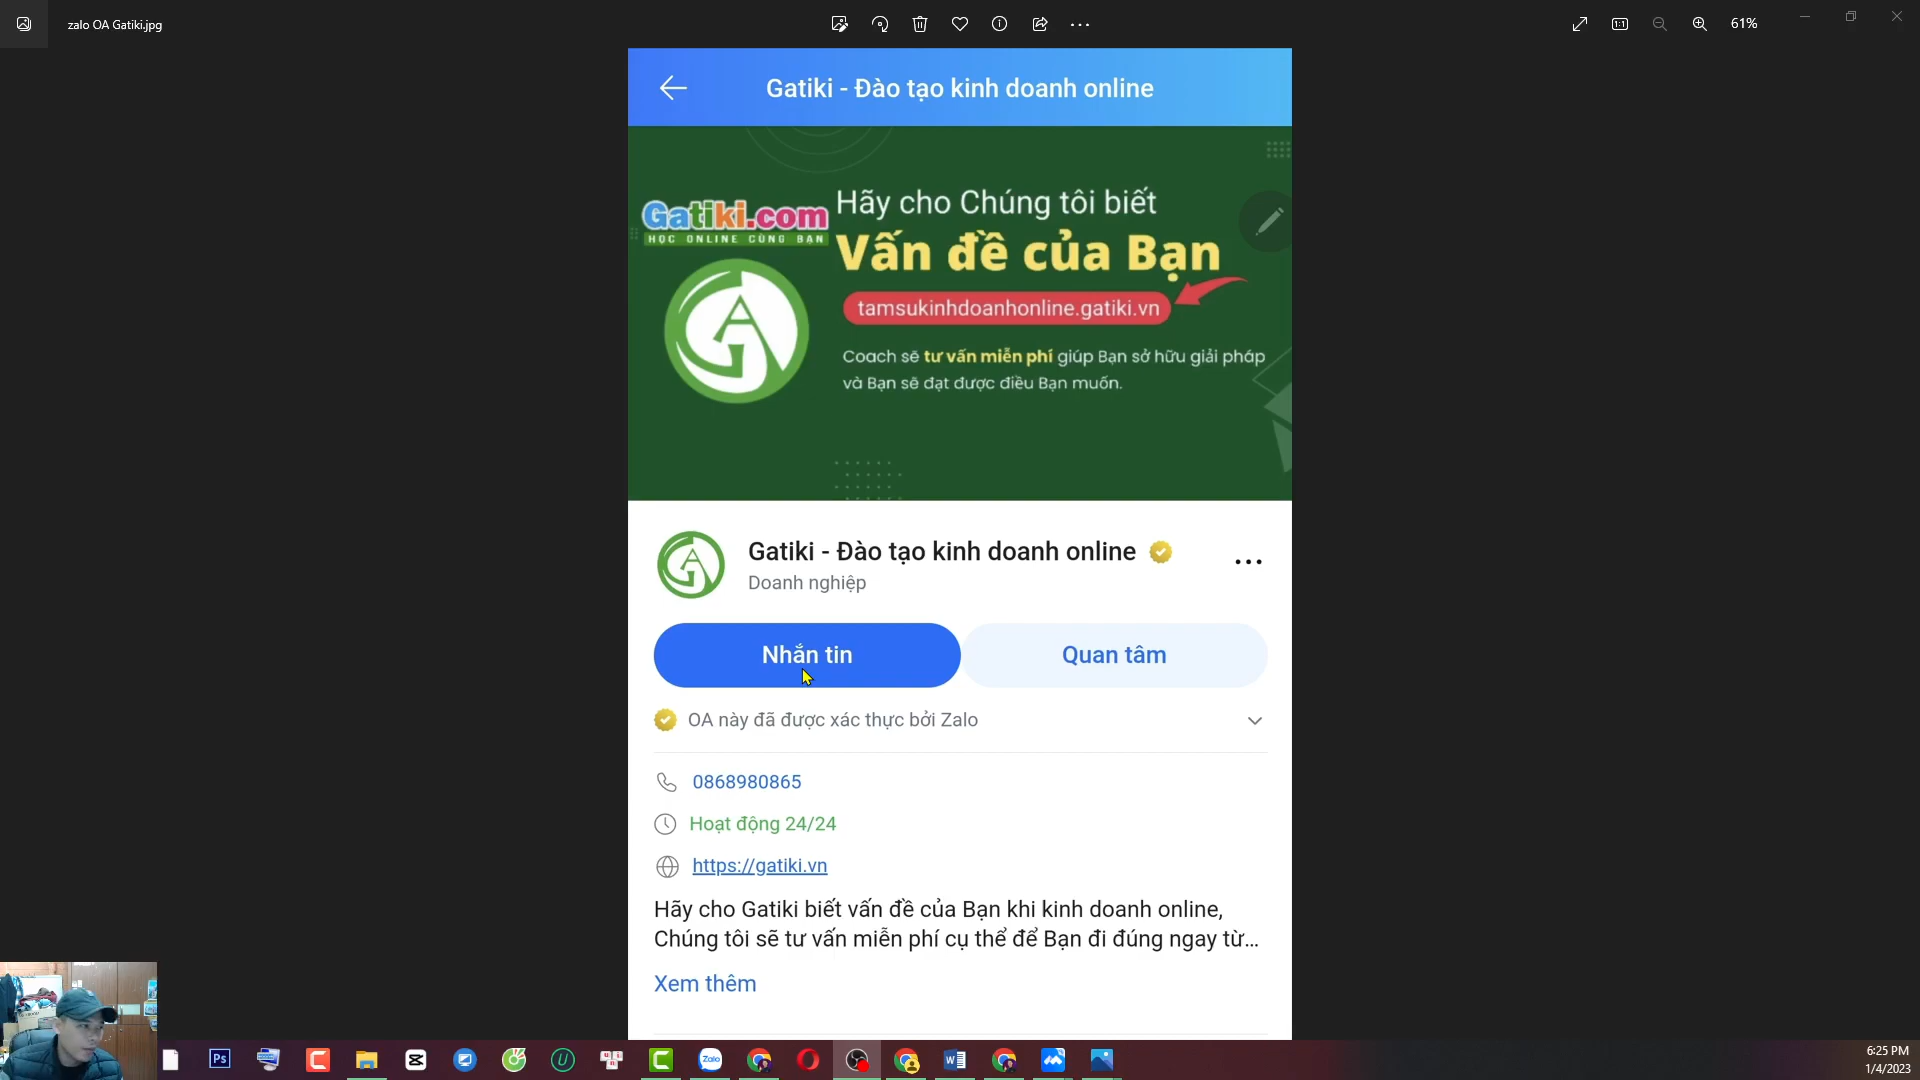 zalo OA Gatiki.jpg
61%
Gatiki - Đào tạo kinh doanh online
Gatiki.com
HỌC ONLINE CÙNG BẠN
Hãy cho Chúng tôi biết
Vấn đề của Bạn
tamsukinhdoanhonline.gatiki.vn
Coach sẽ tư vấn miễn phí giúp Bạn sở hữu giải pháp
và Bạn sẽ đạt được điều Bạn muốn.
Gatiki - Đào tạo kinh doanh online
Doanh nghiệp
Nhắn tin
Quan tâm
OA này đã được xác thực bởi Zalo
0868980865
Hoạt động 24/24
https://gatiki.vn
Hãy cho Gatiki biết vấn đề của Bạn khi kinh doanh online,
Chúng tôi sẽ tư vấn miễn phí cụ thể để Bạn đi đúng ngay từ...
Xem thêm
Ps
Zalo
6:25 PM
1/4/2023